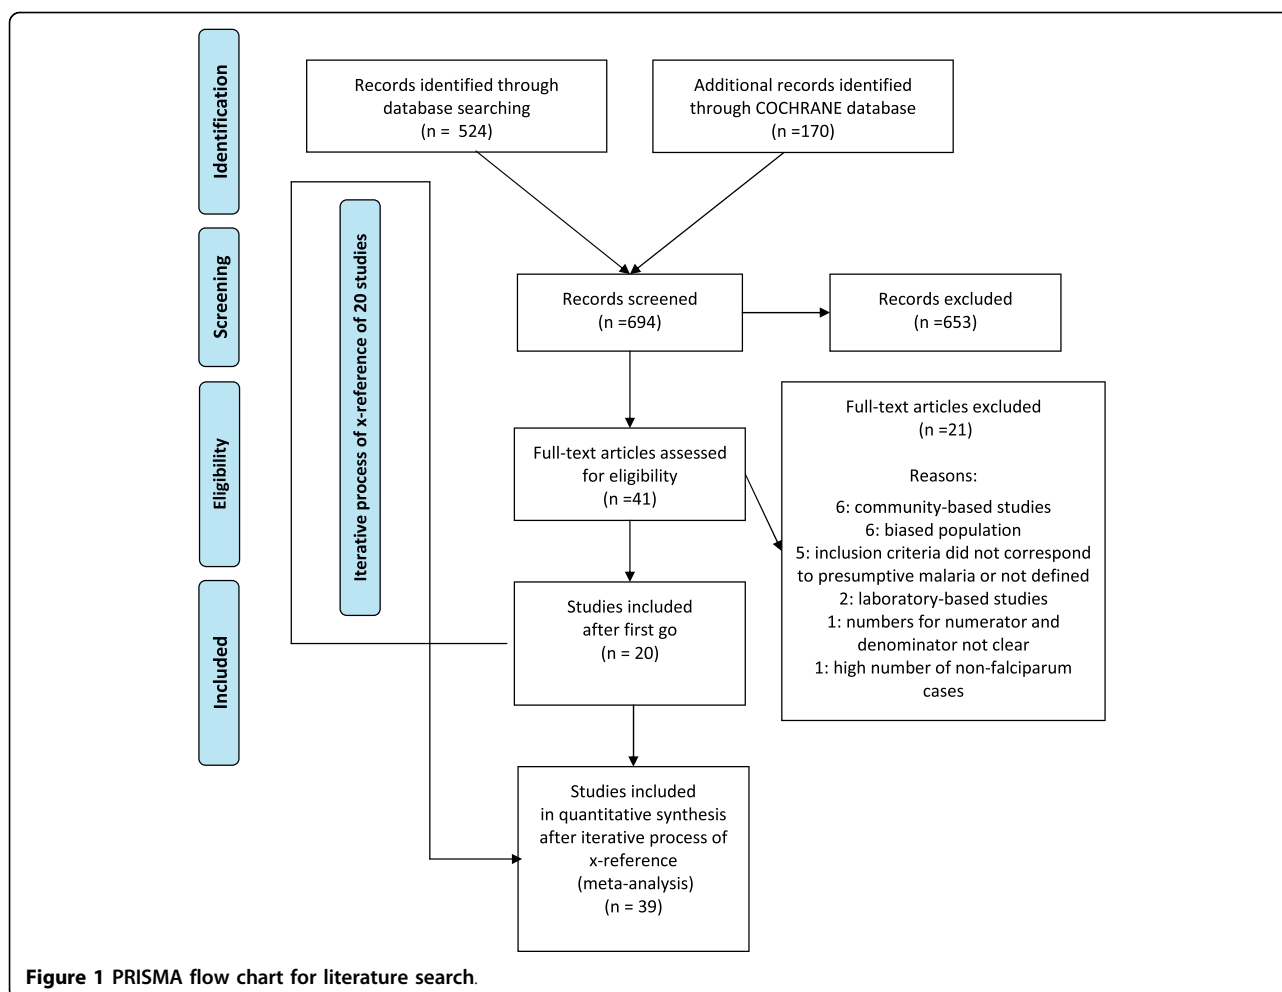 Identification
Records identified through
database searching
(n = 524)
Additional records identified
through COCHRANE database
(n =170)
Iterative process of x-reference of 20 studies
Screening
Records screened
(n =694)
Records excluded
(n =653)
Eligibility
Full-text articles assessed
for eligibility
(n =41)
Full-text articles excluded
(n =21)
Reasons:
6: community-based studies
6: biased population
5: inclusion criteria did not correspond
to presumptive malaria or not defined
2: laboratory-based studies
1: numbers for numerator and
denominator not clear
1: high number of non-falciparum
cases
Included
Studies included
after first go
(n = 20)
Studies included
in quantitative synthesis
after iterative process of
x-reference
(meta-analysis)
(n = 39)
Figure 1 PRISMA flow chart for literature search.